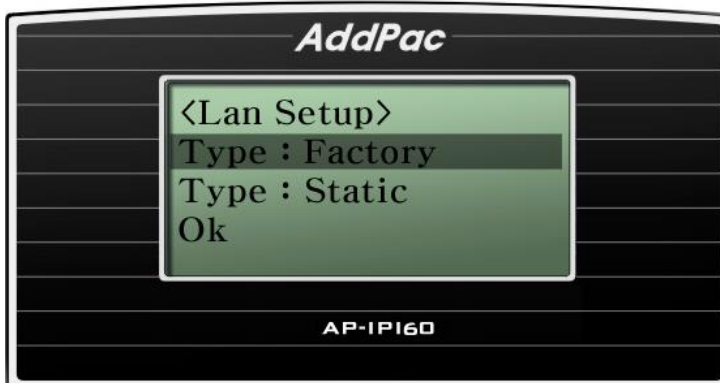 AddPac
<Lan Setup>
Type : Factory
Type : Static
Ok
AP-IP160